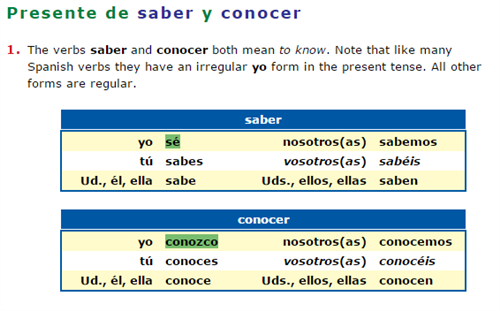 Presente de saber y conocer
1. The verbs saber and conocer both mean to know. Note that like many
Spanish verbs they have an irregular yo form in the present tense. All other
forms are regular.
saber
yo sé nosotros(as) sabemos
tú sabes vosotros(as) sabéis
Ud., él, ella sabe Uds., ellos, ellas saben
conocer
yo conozco nosotros(as) conocemos
tú conoces vosotros(as) conocéis
Ud., él, ella conoce Uds., ellos, ellas conocen